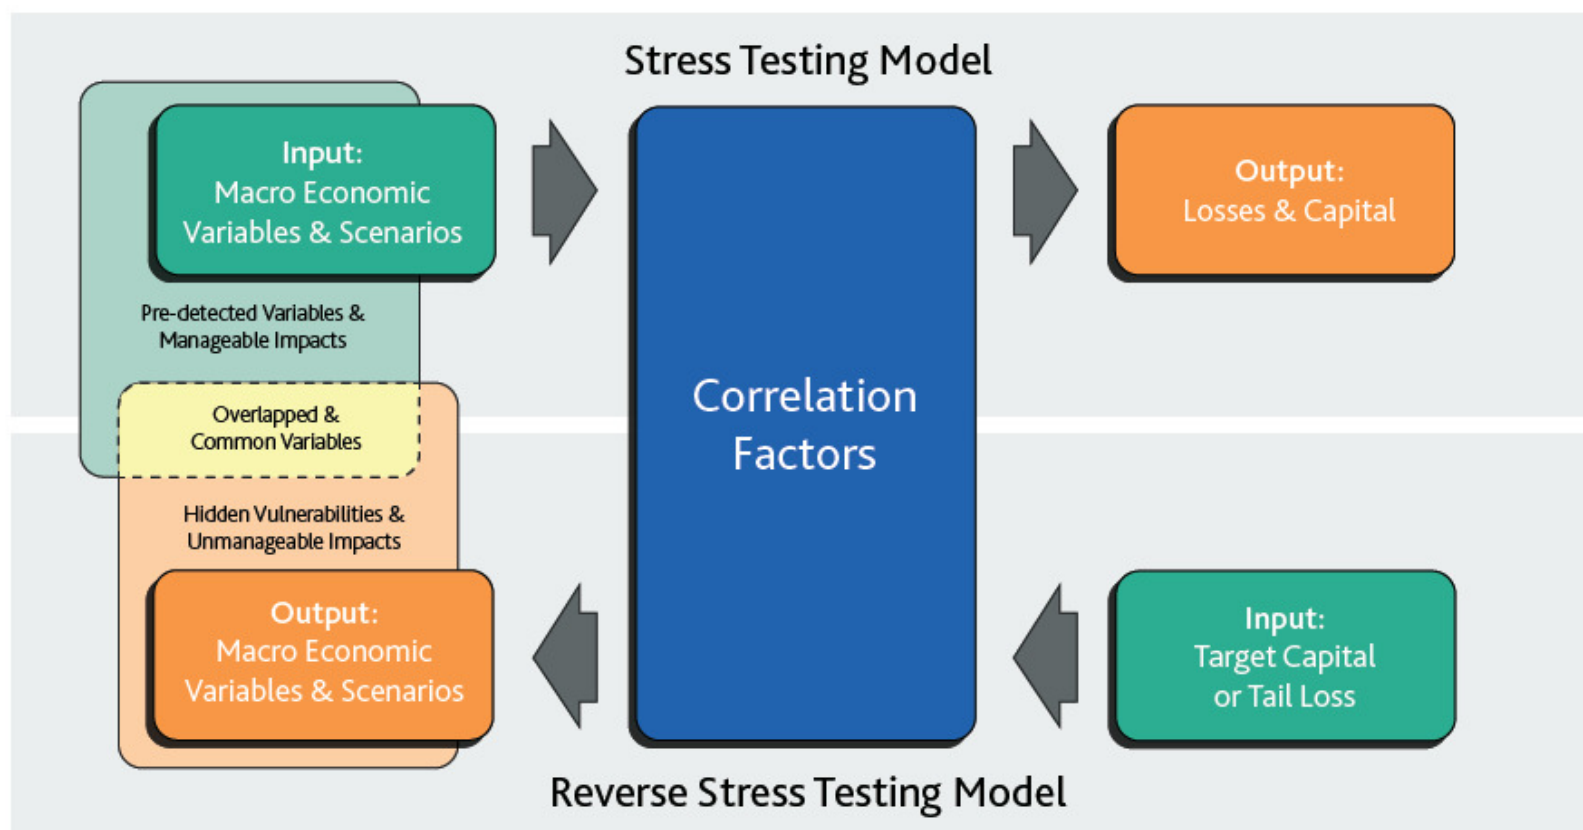 Stress Testing Model
Input:
Macro Economic
Variables & Scenarios
Output:
Losses & Capital
Pre-detected Variables &
Manageable Impacts
Overlapped &
Common Variables
Correlation
Factors
Hidden Vulnerabilities &
Unmanageable Impacts
Output:
Macro Economic
Variables & Scenarios
Input:
Target Capital
or Tail Loss
Reverse Stress Testing Model